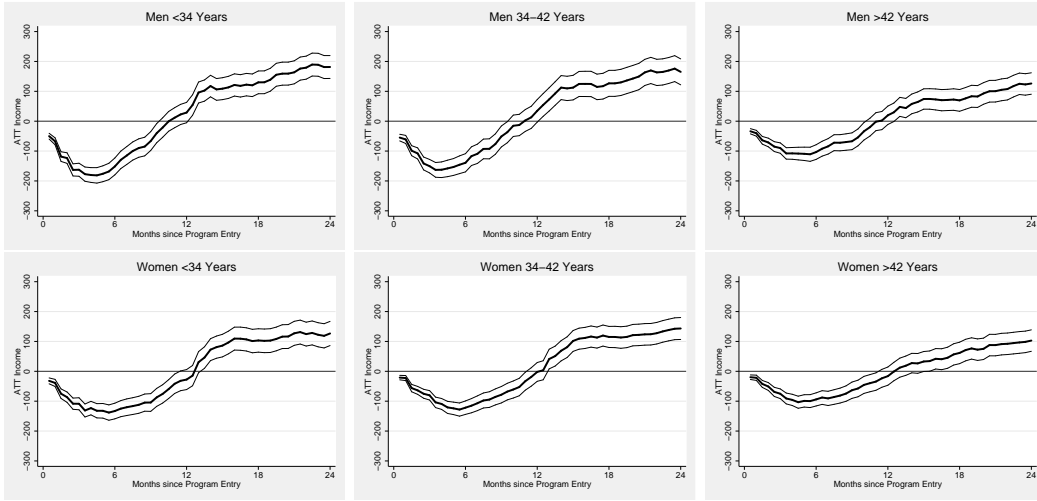 Men <34 Years
300
200
100
0
−100
−200
−300
ATT Income
0 6 12 18 24
Months since Program Entry
Men 34−42 Years
300
200
100
0
−100
−200
−300
ATT Income
0 6 12 18 24
Months since Program Entry
Men >42 Years
300
200
100
0
−100
−200
−300
ATT Income
0 6 12 18 24
Months since Program Entry
Women <34 Years
300
200
100
0
−100
−200
−300
ATT Income
0 6 12 18 24
Months since Program Entry
Women 34−42 Years
300
200
100
0
−100
−200
−300
ATT Income
0 6 12 18 24
Months since Program Entry
Women >42 Years
300
200
100
0
−100
−200
−300
ATT Income
0 6 12 18 24
Months since Program Entry